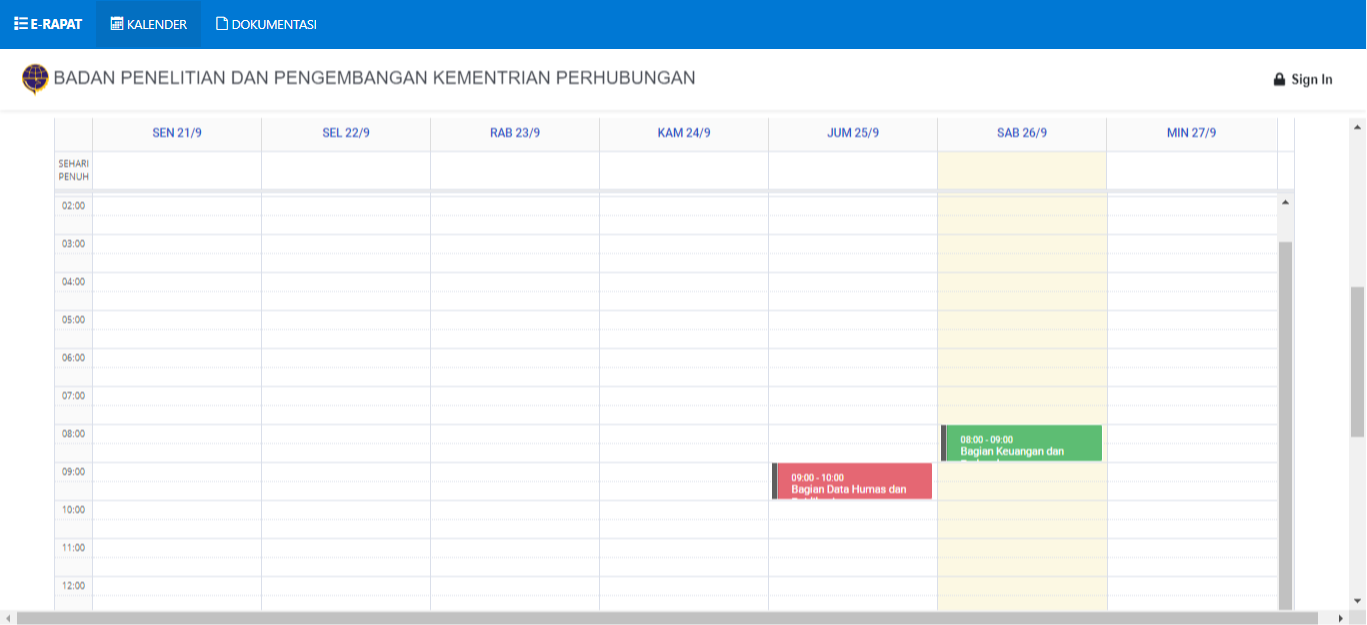 E-RAPAT KALENDER DOKUMENTASI
BADAN PENELITIAN DAN PENGEMBANGAN KEMENTRIAN PERHUBUNGAN
Sign In
SEN 21/9 SEL 22/9 RAB 23/9 KAM 24/9 JUM 25/9 SAB 26/9 MIN 27/9
SEHARI
PENUH
02:00
03:00
04:00
05:00
06:00
07:00
08:00
08:00 - 09:00
Bagian Keuangan dan
09:00
09:00 - 10:00
Bagian Data Humas dan
10:00
11:00
12:00